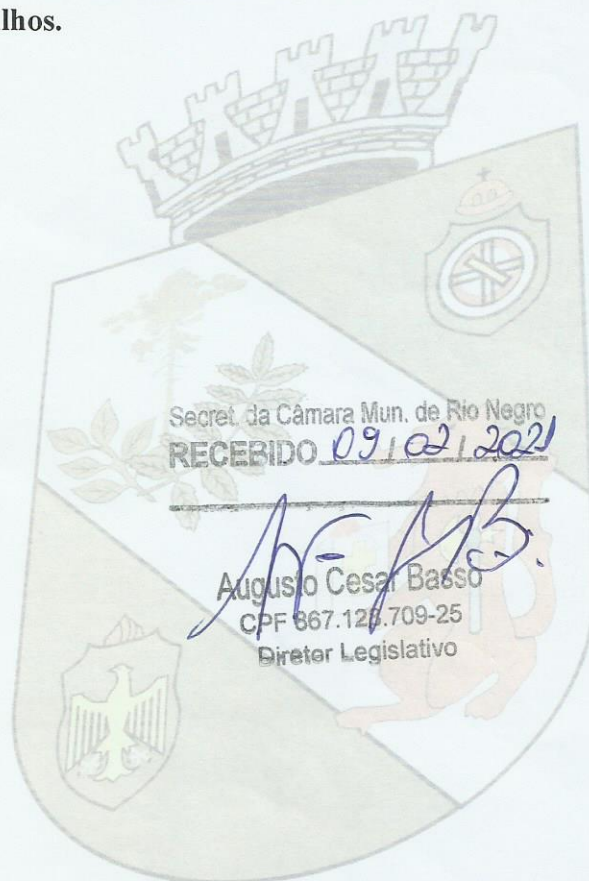 lhos.
Secret. da Câmara Mun. de Rio Negro
RECEBIDO 09/02/2021
Augusto Cesar Basso
CPF 867.128.709-25
Diretor Legislativo